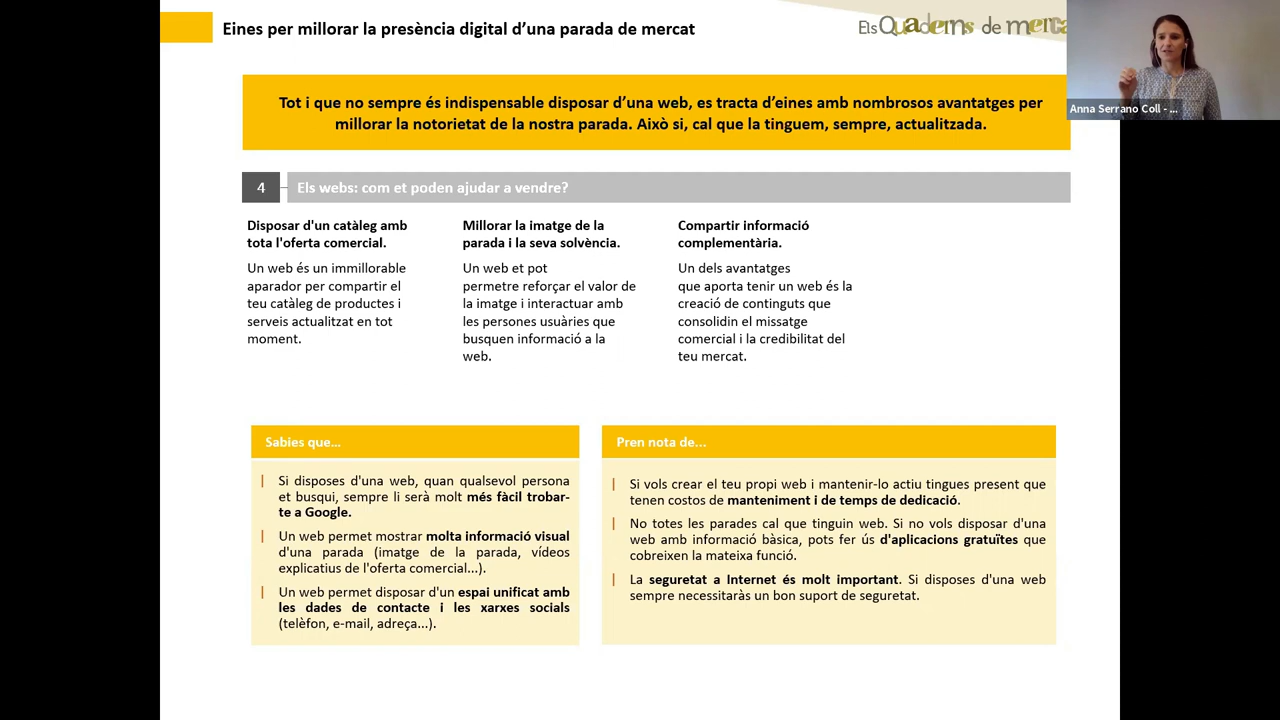 Eines per millorar la presència digital d'una parada de mercat
Els Quaderns de merca
Anna Serrano Coll - ...
Tot i que no sempre és indispensable disposar d'una web, es tracta d'eines amb nombrosos avantatges per
millorar la notorietat de la nostra parada. Això si, cal que la tinguem, sempre, actualitzada.
4
Els webs: com et poden ajudar a vendre?
Disposar d'un catàleg amb
tota l'oferta comercial.
Un web és un immillorable
aparador per compartir el
teu catàleg de productes i
serveis actualitzat en tot
moment.
Millorar la imatge de la
parada i la seva solvència.
Un web et pot
permetre reforçar el valor de
la imatge i interactuar amb
les persones usuàries que
busquen informació a la
web.
Compartir informació
complementària.
Un dels avantatges
que aporta tenir un web és la
creació de continguts que
consolidin el missatge
comercial i la credibilitat del
teu mercat.
Sabies que...
Si disposes d'una web, quan qualsevol persona
et busqui, sempre li serà molt més fàcil trobar-
te a Google.
Un web permet mostrar molta informació visual
d'una parada (imatge de la parada, vídeos
explicatius de l'oferta comercial...).
Un web permet disposar d'un espai unificat amb
les dades de contacte i les xarxes socials
(telèfon, e-mail, adreça...).
Pren nota de...
Si vols crear el teu propi web i mantenir-lo actiu tingues present que
tenen costos de manteniment i de temps de dedicació.
No totes les parades cal que tinguin web. Si no vols disposar d'una
web amb informació bàsica, pots fer ús d'aplicacions gratuïtes que
cobreixen la mateixa funció.
La seguretat a Internet és molt important. Si disposes d'una web
sempre necessitaràs un bon suport de seguretat.